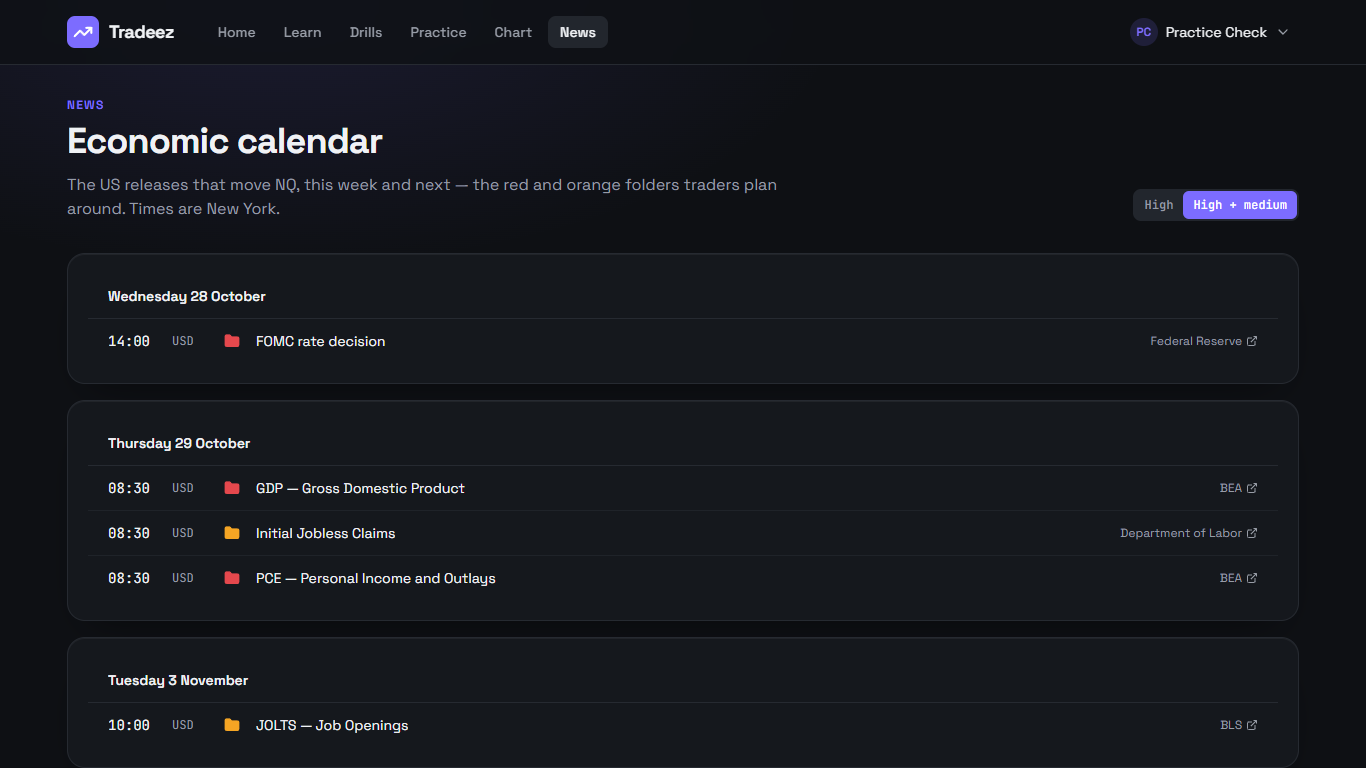 Tradeez
Home
Learn
Drills
Practice
Chart
News
PC
Practice Check
NEWS
Economic calendar
The US releases that move NQ, this week and next — the red and orange folders traders plan
around. Times are New York.
High
High + medium
Wednesday 28 October
14:00 USD FOMC rate decision Federal Reserve
Thursday 29 October
08:30 USD GDP — Gross Domestic Product BEA
08:30 USD Initial Jobless Claims Department of Labor
08:30 USD PCE — Personal Income and Outlays BEA
Tuesday 3 November
10:00 USD JOLTS — Job Openings BLS